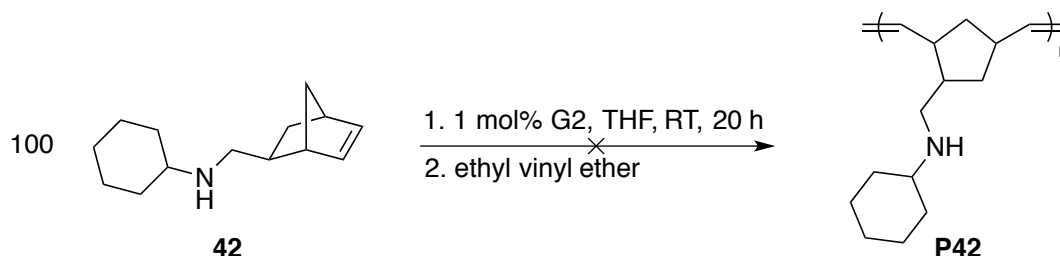 100
N
H
42
1. 1 mol% G2, THF, RT, 20 h
2. ethyl vinyl ether
NH
P42